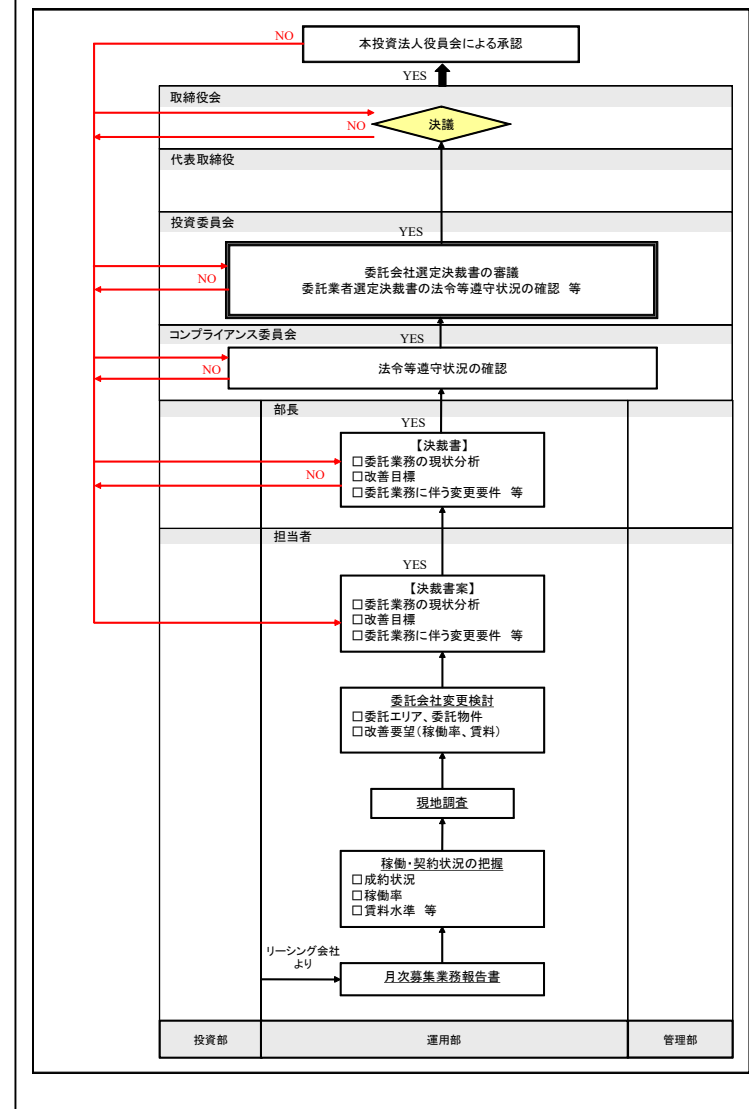 NO
本投資法人役員会による承認
YES
取締役会
NO
決議
代表取締役
投資委員会
YES
委託会社選定決裁書の審議
委託業者選定決裁書の法令等遵守状況の確認 等
NO
コンプライアンス委員会
YES
法令等遵守状況の確認
NO
部長
YES
【決裁書】
□委託業務の現状分析
□改善目標
□委託業務に伴う変更要件 等
NO
担当者
YES
【決裁書案】
□委託業務の現状分析
□改善目標
□委託業務に伴う変更要件 等
委託会社変更検討
□委託エリア、委託物件
□改善要望(稼働率、賃料)
現地調査
稼働・契約状況の把握
□成約状況
□稼働率
□賃料水準 等
リーシング会社
より
月次募集業務報告書
投資部
運用部
管理部